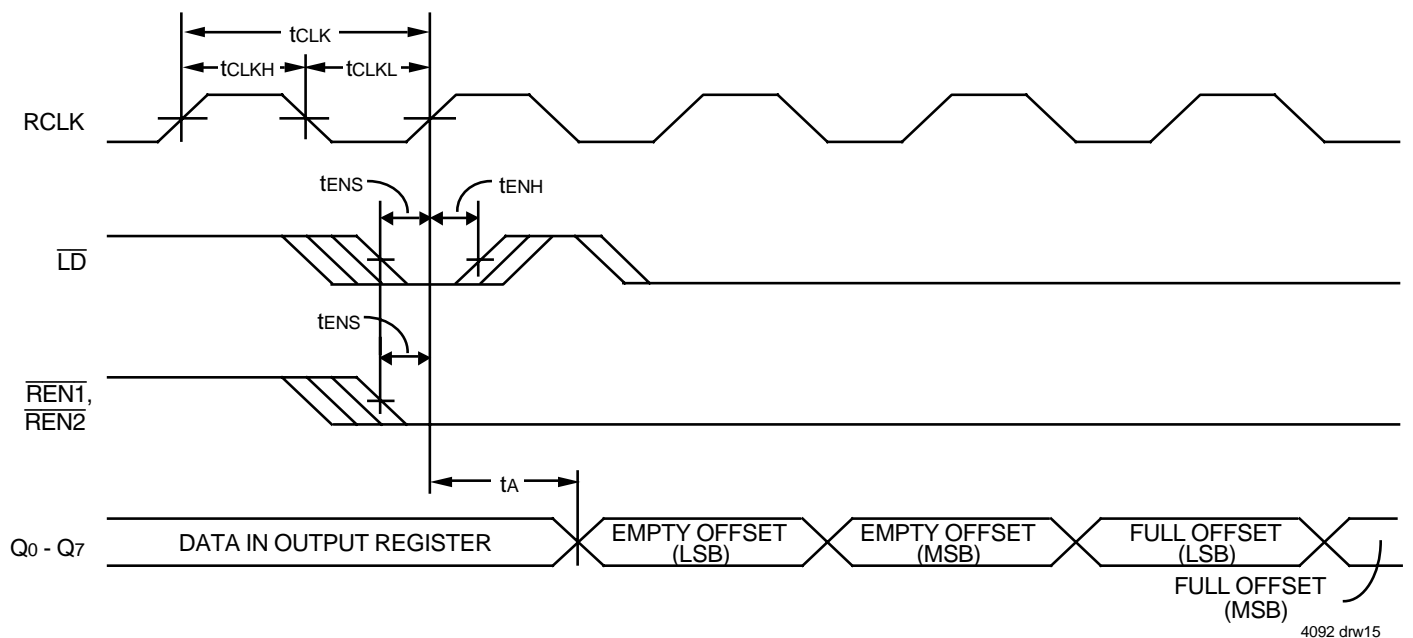 tCLK
tCLKH tCLKL
RCLK
tENS tENH
LD
tENS
REN1,
REN2
tA
Q0 - Q7 DATA IN OUTPUT REGISTER EMPTY OFFSET (LSB) EMPTY OFFSET (MSB) FULL OFFSET (LSB)
FULL OFFSET
(MSB)
4092 drw15